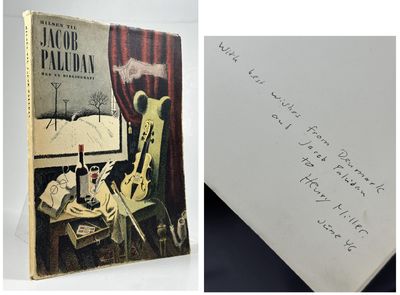 HILSEN TIL
JACOB
PALUDAN
MED EN BIBLIOGRAFI
With best wishes
from Denmark
and Jacob Paludan
to
Henry Miller.
June 46